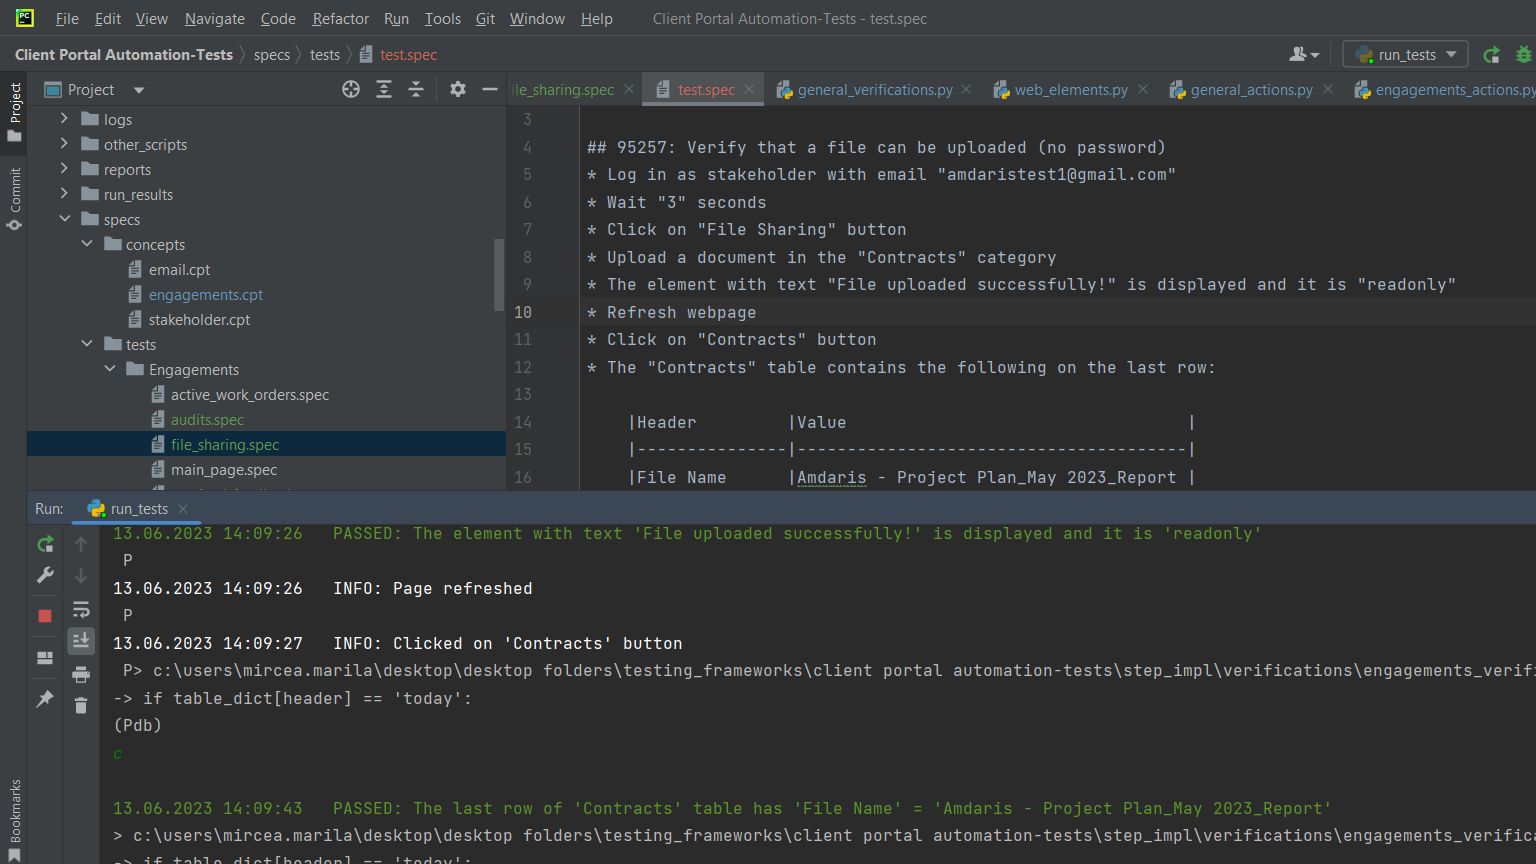 PC
File Edit View Navigate Code Refactor Run Tools Git Window Help Client Portal Automation-Tests - test.spec
Client Portal Automation-Tests specs tests test.spec run_tests
Project
Commit
Bookmarks
Project
logs
other_scripts
reports
run_results
specs
concepts
email.cpt
engagements.cpt
stakeholder.cpt
tests
Engagements
active_work_orders.spec
audits.spec
file_sharing.spec
main_page.spec
ile_sharing.spec test.spec general_verifications.py web_elements.py general_actions.py engagements_actions.py
3
4 ## 95257: Verify that a file can be uploaded (no password)
5 * Log in as stakeholder with email "amdaristest1@gmail.com"
6 * Wait "3" seconds
7 * Click on "File Sharing" button
8 * Upload a document in the "Contracts" category
9 * The element with text "File uploaded successfully!" is displayed and it is "readonly"
10 * Refresh webpage
11 * Click on "Contracts" button
12 * The "Contracts" table contains the following on the last row:
13
14 |Header |Value |
15 |---------------|---------------------------------------|
16 |File Name |Amdaris - Project Plan_May 2023_Report |
Run: run_tests
13.06.2023 14:09:26 PASSED: The element with text 'File uploaded successfully!' is displayed and it is 'readonly'
P
13.06.2023 14:09:26 INFO: Page refreshed
P
13.06.2023 14:09:27 INFO: Clicked on 'Contracts' button
P> c:\users\mircea.marila\desktop\desktop folders\testing_frameworks\client portal automation-tests\step_impl\verifications\engagements_verifi
-> if table_dict[header] == 'today':
(Pdb)
c
13.06.2023 14:09:43 PASSED: The last row of 'Contracts' table has 'File Name' = 'Amdaris - Project Plan_May 2023_Report'
> c:\users\mircea.marila\desktop\desktop folders\testing_frameworks\client portal automation-tests\step_impl\verifications\engagements_verifica
-> if table_dict[header] == 'today':